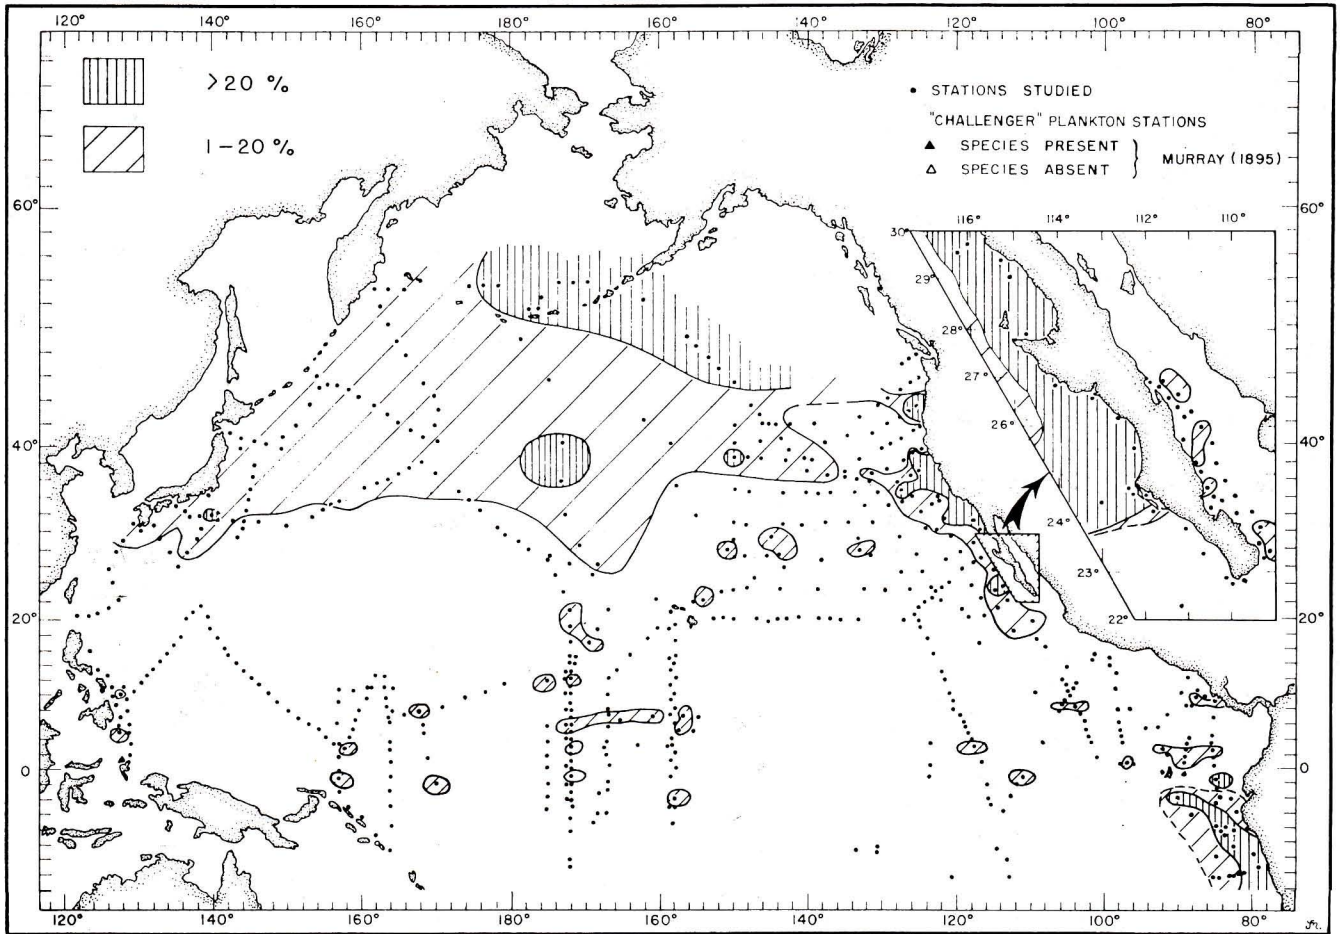 120° 140° 160° 180° 160° 140° 120° 100° 80°
>20 %
1–20 %
• STATIONS STUDIED
"CHALLENGER" PLANKTON STATIONS
▲ SPECIES PRESENT
△ SPECIES ABSENT
MURRAY (1895)
60° 60°
116° 114° 112° 110°
30°
29°
28°
27°
26°
24°
23°
22°
40° 40°
20° 20°
0 0
120° 140° 160° 180° 160° 140° 120° 100° 80°